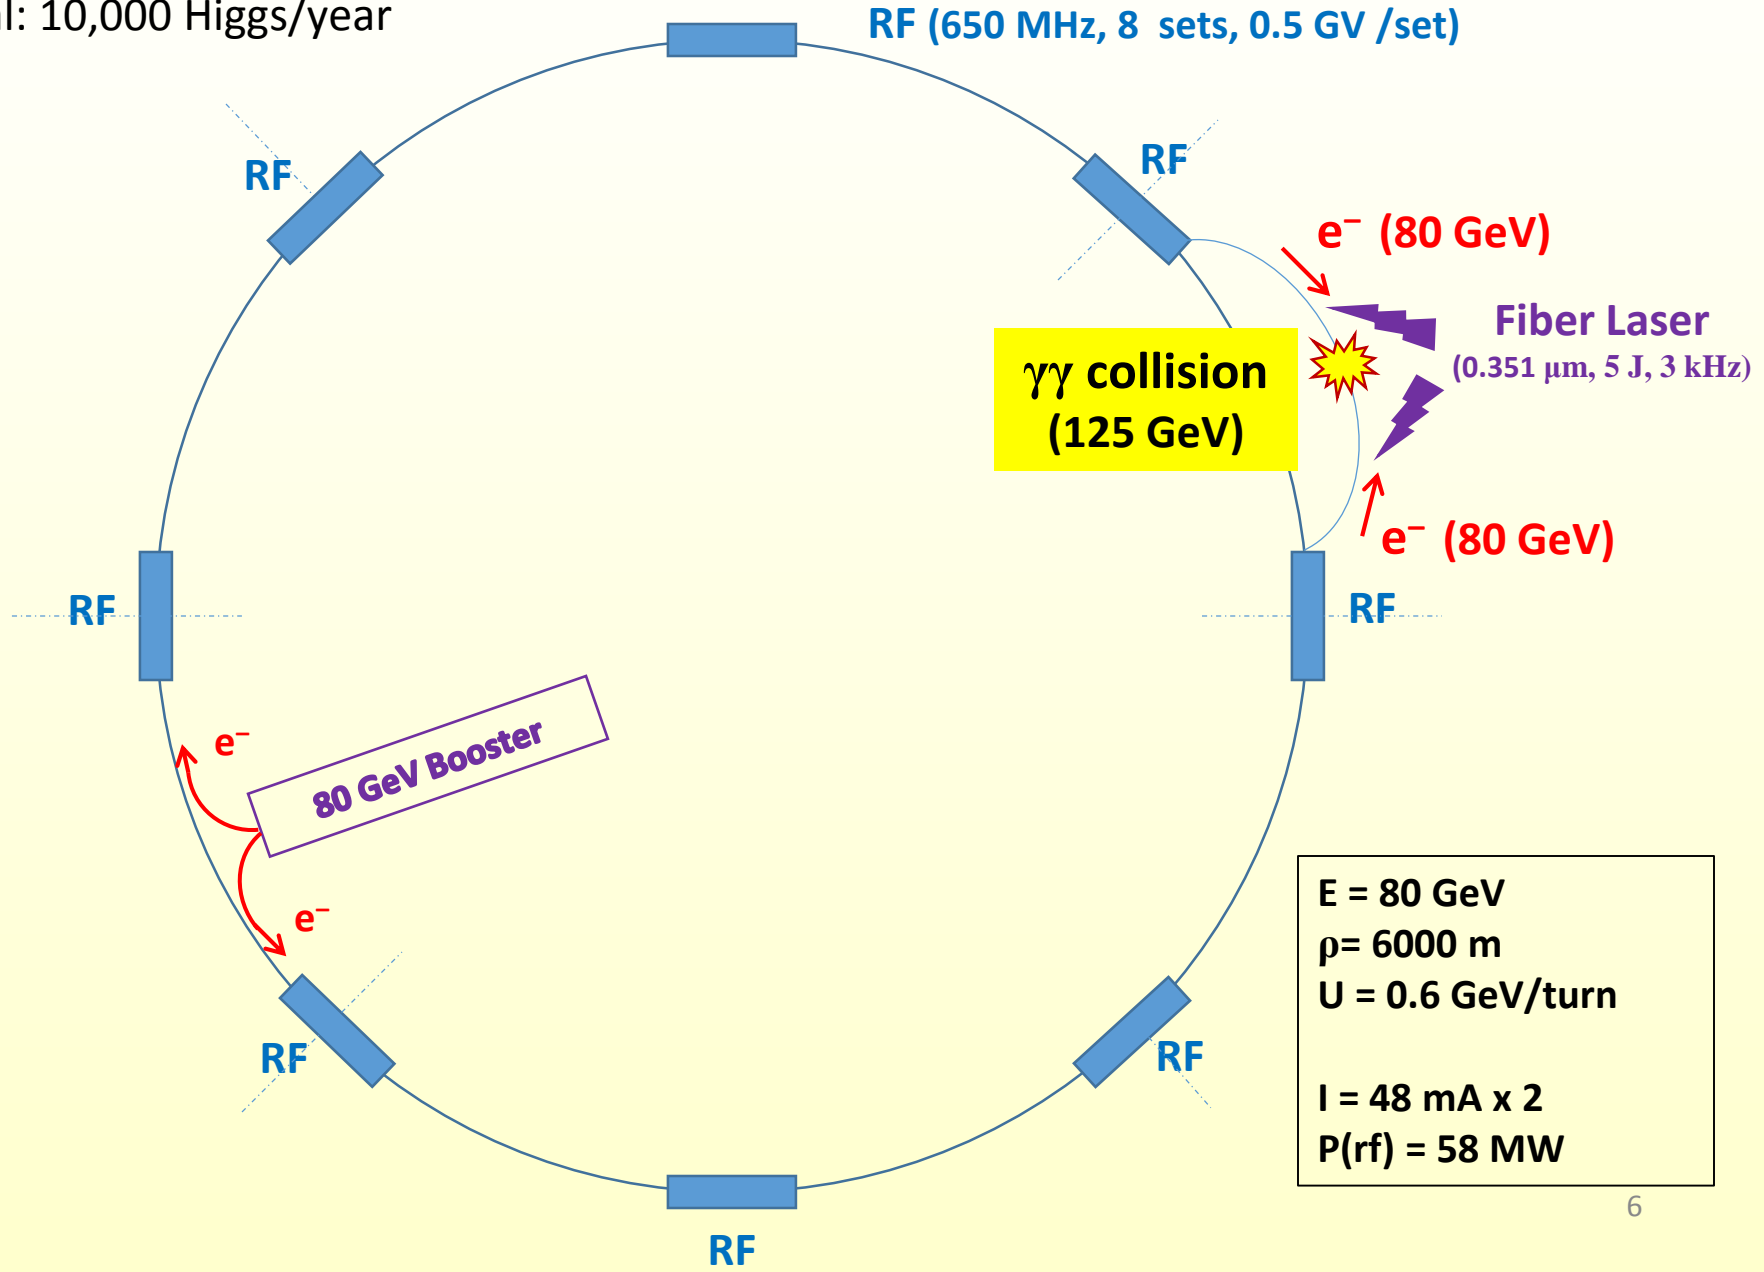 l: 10,000 Higgs/year
RF (650 MHz, 8 sets, 0.5 GV /set)
RF
RF
e⁻ (80 GeV)
Fiber Laser
(0.351 μm, 5 J, 3 kHz)
γγ collision
(125 GeV)
e⁻ (80 GeV)
RF
RF
e⁻
80 GeV Booster
e⁻
RF
RF
RF
E = 80 GeV
ρ= 6000 m
U = 0.6 GeV/turn
I = 48 mA x 2
P(rf) = 58 MW
6